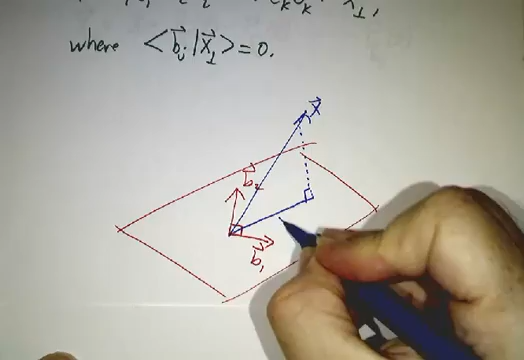 where ⟨b⃗ᵢ|x⃗⊥⟩=0.
x⃗
b⃗₂
b⃗₁